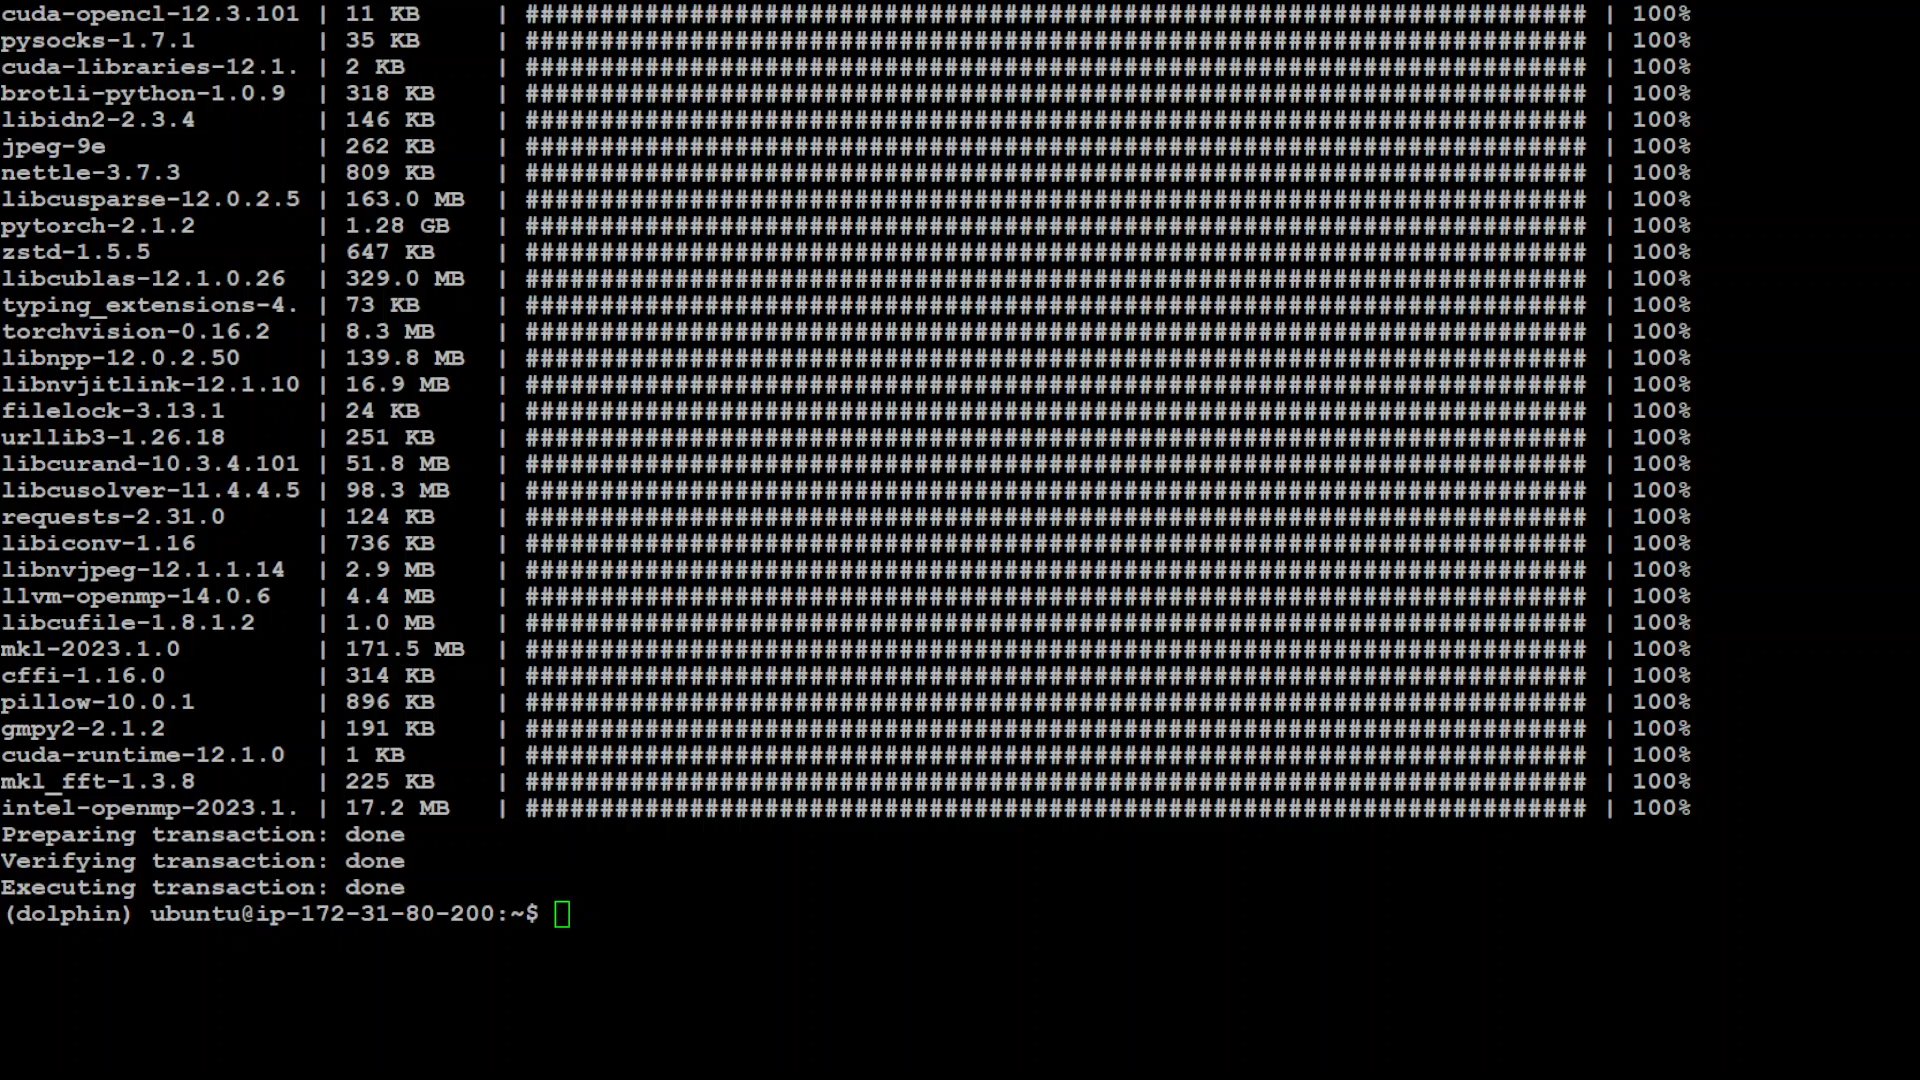 cuda-opencl-12.3.101 | 11 KB | ####################################################################### | 100%
pysocks-1.7.1 | 35 KB | ####################################################################### | 100%
cuda-libraries-12.1. | 2 KB | ####################################################################### | 100%
brotli-python-1.0.9 | 318 KB | ####################################################################### | 100%
libidn2-2.3.4 | 146 KB | ####################################################################### | 100%
jpeg-9e | 262 KB | ####################################################################### | 100%
nettle-3.7.3 | 809 KB | ####################################################################### | 100%
libcusparse-12.0.2.5 | 163.0 MB | ####################################################################### | 100%
pytorch-2.1.2 | 1.28 GB | ####################################################################### | 100%
zstd-1.5.5 | 647 KB | ####################################################################### | 100%
libcublas-12.1.0.26 | 329.0 MB | ####################################################################### | 100%
typing_extensions-4. | 73 KB | ####################################################################### | 100%
torchvision-0.16.2 | 8.3 MB | ####################################################################### | 100%
libnpp-12.0.2.50 | 139.8 MB | ####################################################################### | 100%
libnvjitlink-12.1.10 | 16.9 MB | ####################################################################### | 100%
filelock-3.13.1 | 24 KB | ####################################################################### | 100%
urllib3-1.26.18 | 251 KB | ####################################################################### | 100%
libcurand-10.3.4.101 | 51.8 MB | ####################################################################### | 100%
libcusolver-11.4.4.5 | 98.3 MB | ####################################################################### | 100%
requests-2.31.0 | 124 KB | ####################################################################### | 100%
libiconv-1.16 | 736 KB | ####################################################################### | 100%
libnvjpeg-12.1.1.14 | 2.9 MB | ####################################################################### | 100%
llvm-openmp-14.0.6 | 4.4 MB | ####################################################################### | 100%
libcufile-1.8.1.2 | 1.0 MB | ####################################################################### | 100%
mkl-2023.1.0 | 171.5 MB | ####################################################################### | 100%
cffi-1.16.0 | 314 KB | ####################################################################### | 100%
pillow-10.0.1 | 896 KB | ####################################################################### | 100%
gmpy2-2.1.2 | 191 KB | ####################################################################### | 100%
cuda-runtime-12.1.0 | 1 KB | ####################################################################### | 100%
mkl_fft-1.3.8 | 225 KB | ####################################################################### | 100%
intel-openmp-2023.1. | 17.2 MB | ####################################################################### | 100%
Preparing transaction: done
Verifying transaction: done
Executing transaction: done
(dolphin) ubuntu@ip-172-31-80-200:~$